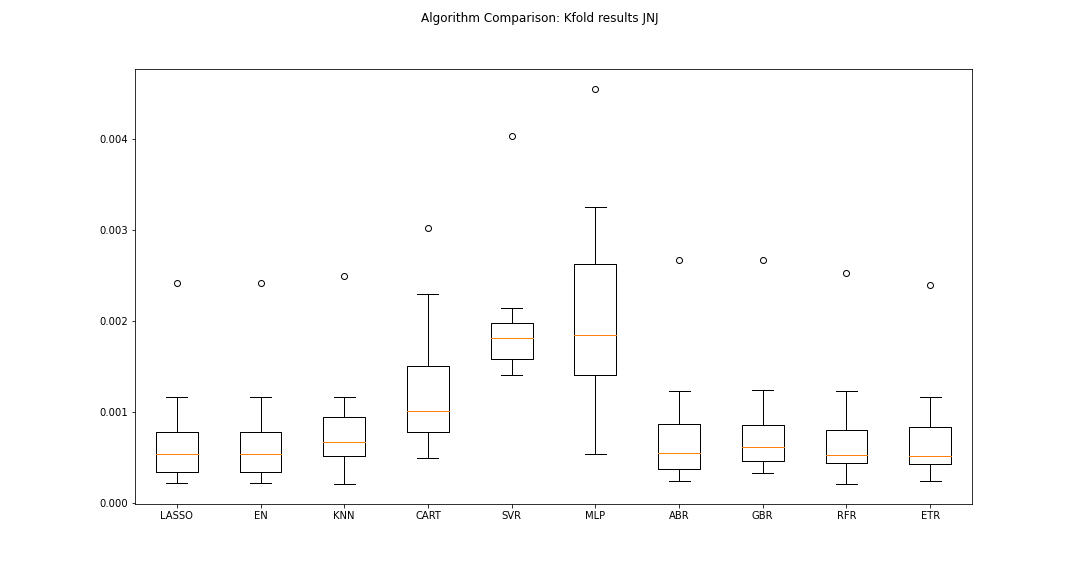 Algorithm Comparison: Kfold results JNJ
0.004
0.003
0.002
0.001
0.000
LASSO EN KNN CART SVR MLP ABR GBR RFR ETR